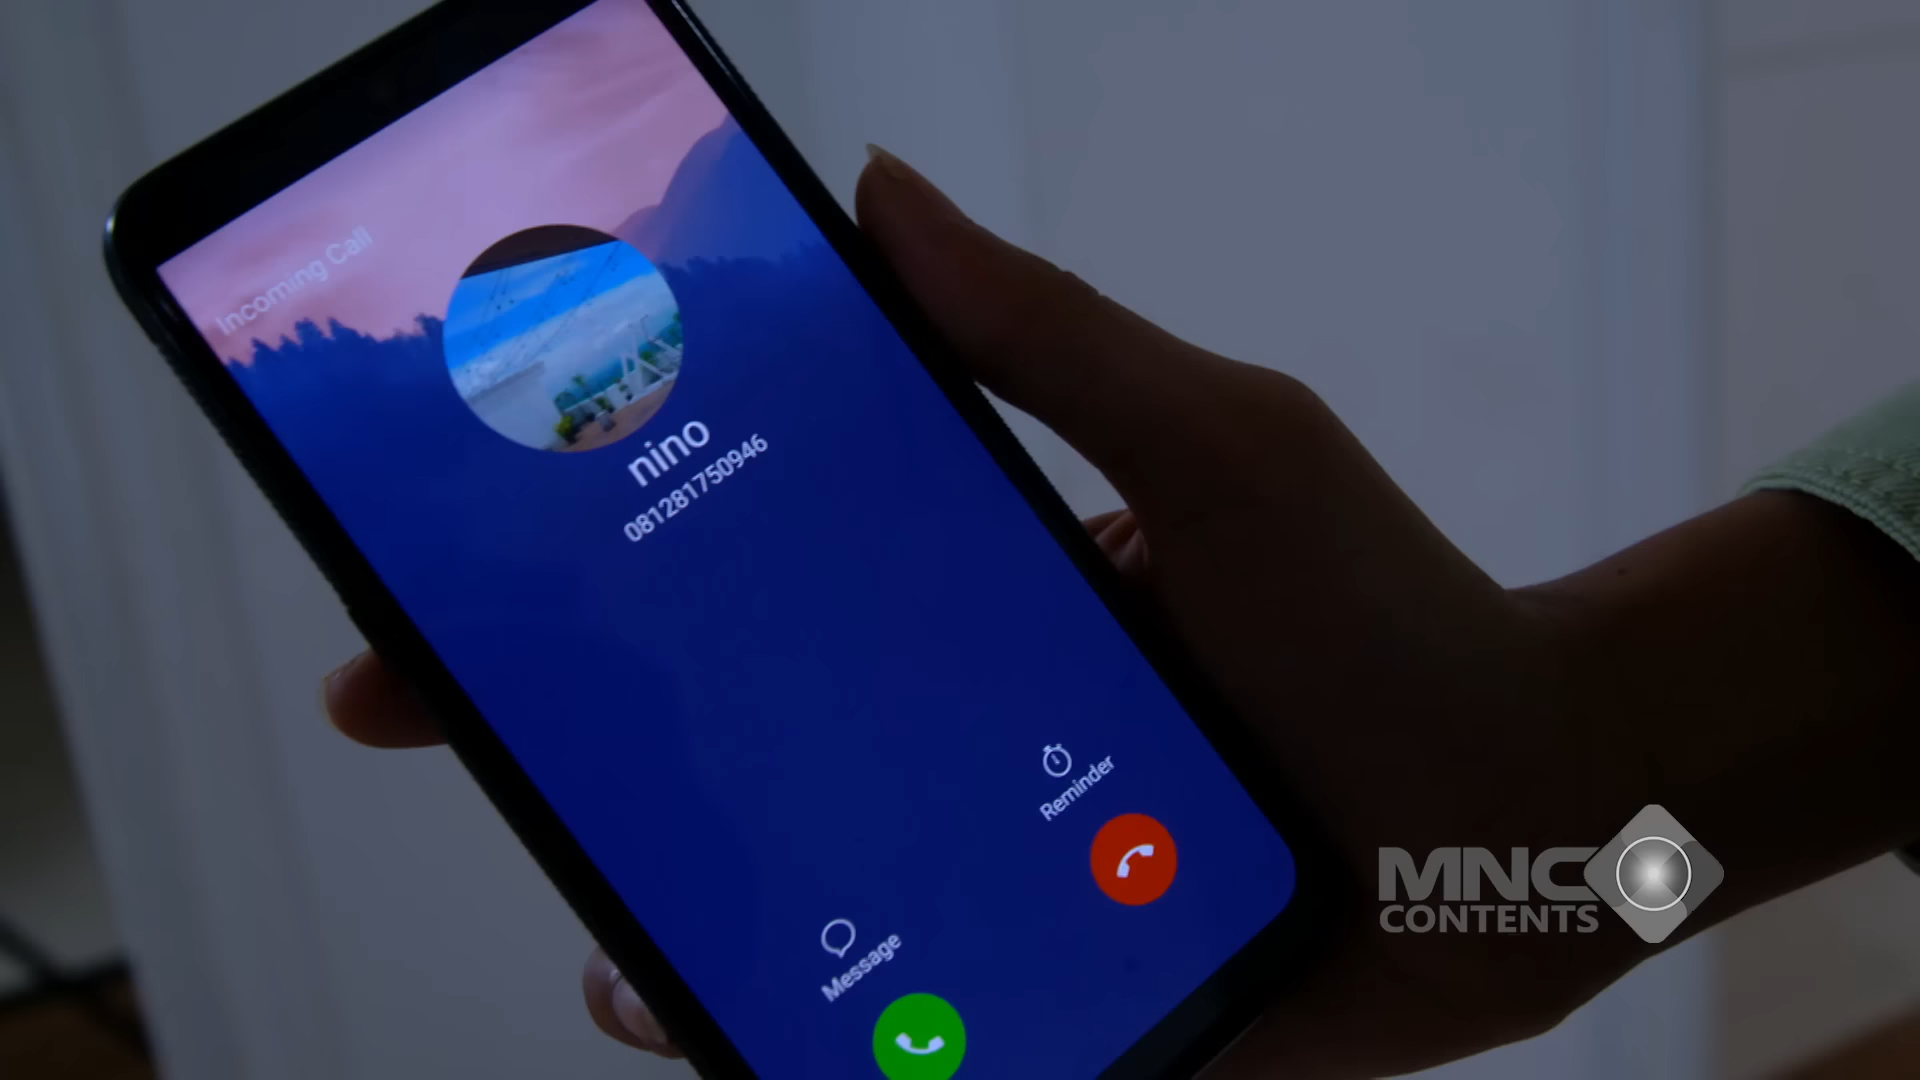 Incoming Call
nino
081281750946
Reminder
Message
MNC
CONTENTS